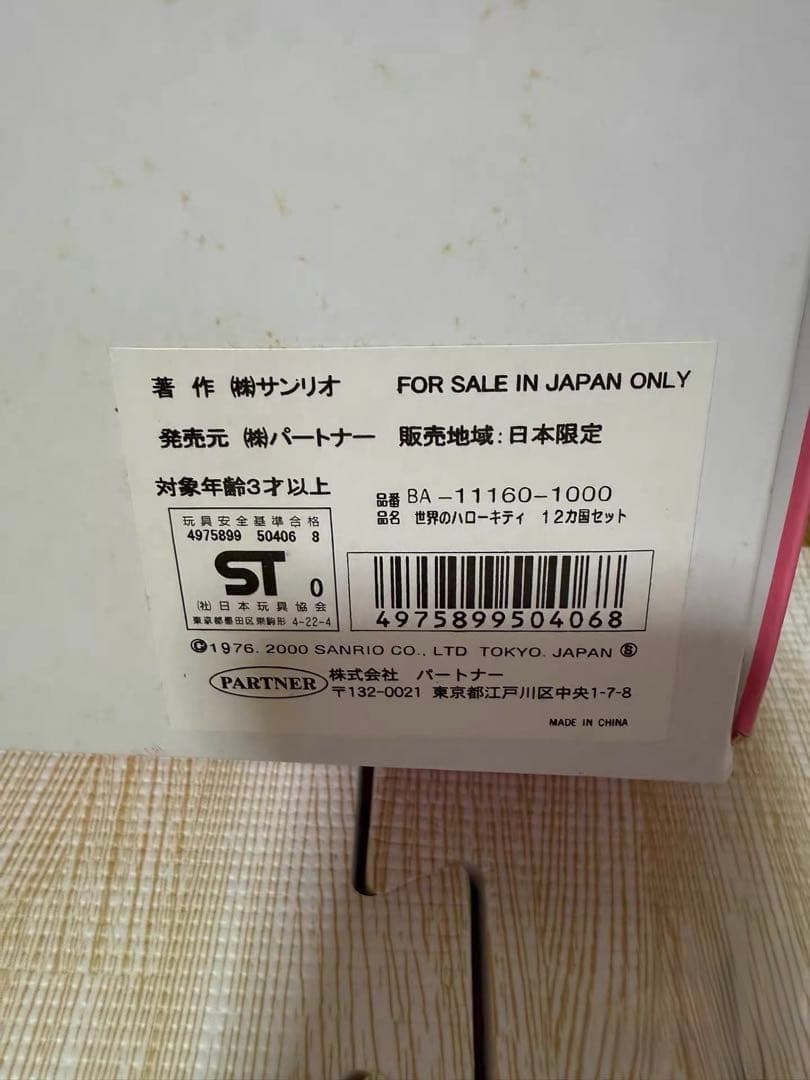 著作 ㈱サンリオ FOR SALE IN JAPAN ONLY
発売元 ㈱パートナー 販売地域:日本限定
対象年齢3才以上
品番 BA-11160-1000
品名 世界のハローキティ 12カ国セット
玩具安全基準合格
4975899 50406 8
ST 0
(社)日本玩具協会
東京都墨田区東駒形 4-22-4
4975899504068
©1976. 2000 SANRIO CO., LTD TOKYO. JAPAN Ⓢ
PARTNER 株式会社 パートナー
〒132-0021 東京都江戸川区中央1-7-8
MADE IN CHINA